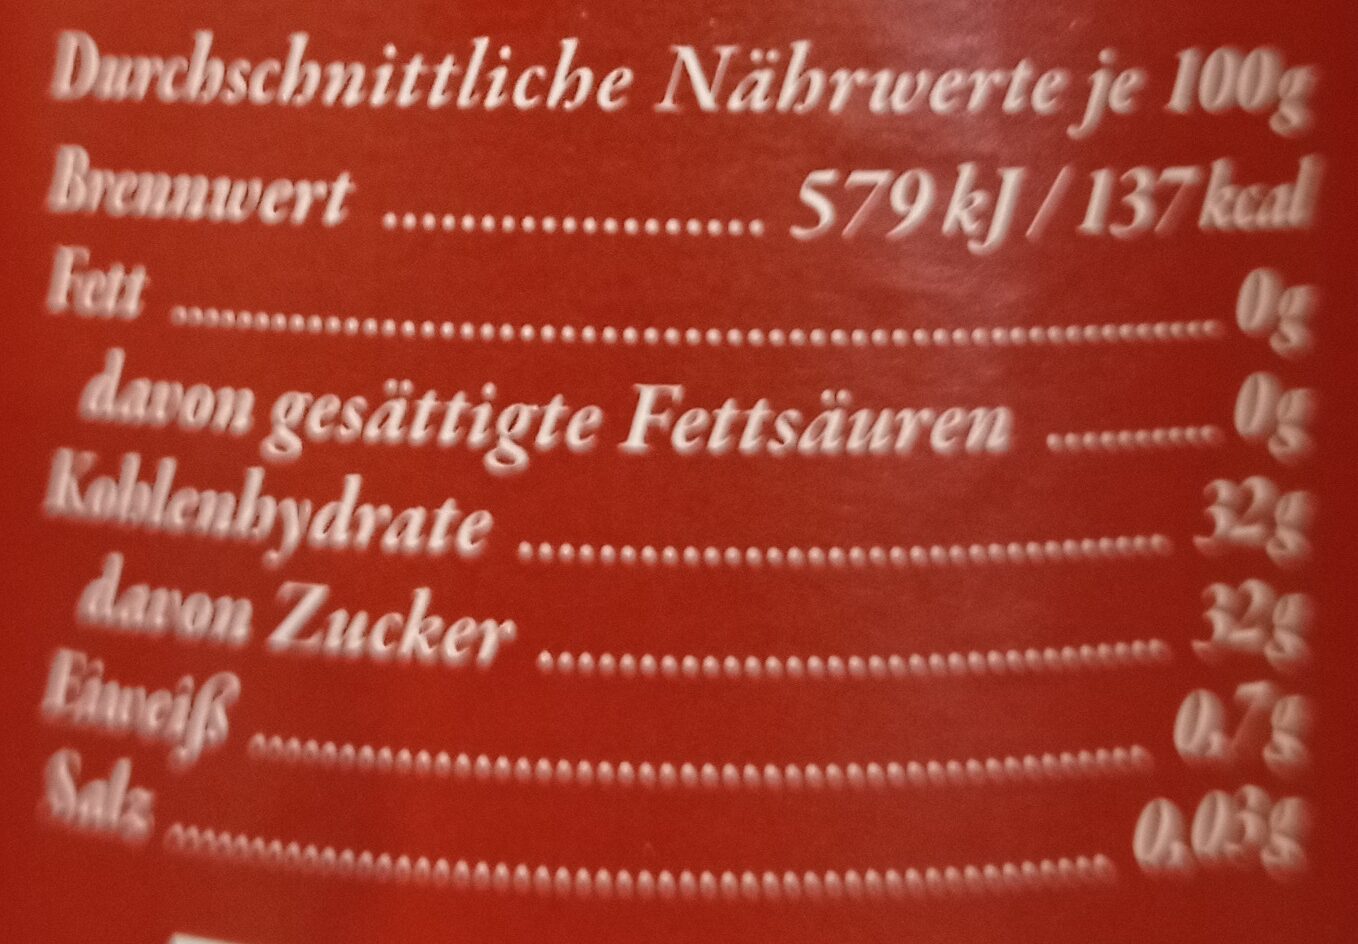 Durchschnittliche Nährwerte je 100g
Brennwert .................... 579 kJ / 137 kcal
Fett ............................................................ 0g
davon gesättigte Fettsäuren ........... 0g
Kohlenhydrate .................................... 32g
davon Zucker .................................... 32g
Eiweiß .................................................... 0,7g
Salz ....................................................... 0,03g